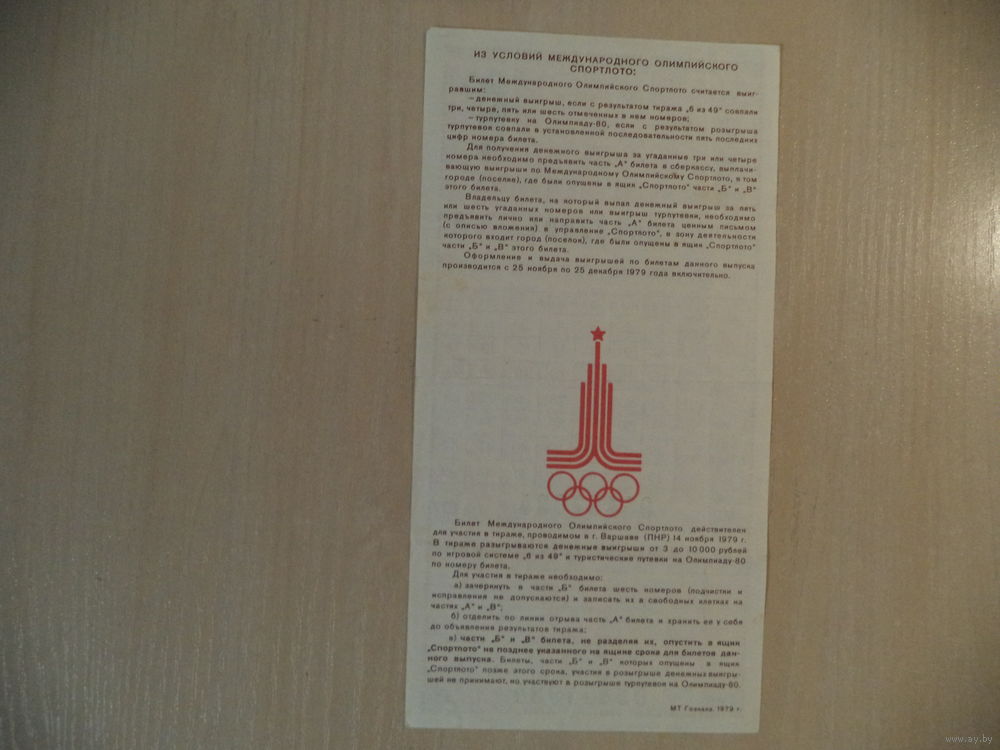 ИЗ УСЛОВИЙ МЕЖДУНАРОДНОГО ОЛИМПИЙСКОГО
СПОРТЛОТО:
Билет Международного Олимпийского Спортлото считается выиг-
равшим:
– денежный выигрыш, если с результатом тиража „6 из 49" совпали
три, четыре, пять или шесть отмеченных в нем номеров;
– турпутевку на Олимпиаду-80, если с результатом розыгрыша
турпутевок совпали в установленной последовательности пять последних
цифр номера билета.
Для получения денежного выигрыша за угаданные три или четыре
номера необходимо предъявить часть „А" билета в сберкассу, выплачи-
вающую выигрыши по Международному Олимпийскому Спортлото, в том
городе (поселке), где были опущены в ящик „Спортлото" части „Б" и „В"
этого билета.
Владельцу билета, на который выпал денежный выигрыш за пять
или шесть угаданных номеров или выигрыш турпутевки, необходимо
предъявить лично или направить часть „А" билета ценным письмом
(с описью вложения) в управление „Спортлото", в зону деятельности
которого входит город (поселок), где были опущены в ящик „Спортлото"
части „Б" и „В" этого билета.
Оформление и выдача выигрышей по билетам данного выпуска
производится с 25 ноября по 25 декабря 1979 года включительно.
Билет Международного Олимпийского Спортлото действителен
для участия в тираже, проводимом в г. Варшаве (ПНР) 14 ноября 1979 г.
В тираже разыгрываются денежные выигрыши от 3 до 10 000 рублей
по игровой системе „6 из 49" и туристические путевки на Олимпиаду-80
по номеру билета.
Для участия в тираже необходимо:
а) зачеркнуть в части „Б" билета шесть номеров (подчистки и
исправления не допускаются) и записать их в свободных клетках на
частях „А" и „В";
б) отделить по линии отрыва часть „А" билета и хранить ее у себя
до объявления результатов тиража;
в) части „Б" и „В" билета, не разделяя их, опустить в ящик
„Спортлото" не позднее указанного на ящике срока для билетов дан-
ного выпуска. Билеты, части „Б" и „В" которых опущены в ящик
„Спортлото" позже этого срока, участия в розыгрыше денежных выигры-
шей не принимают, но участвуют в розыгрыше турпутевок на Олимпиаду-80.
МТ Гознака. 1979 г.
www.ay.by